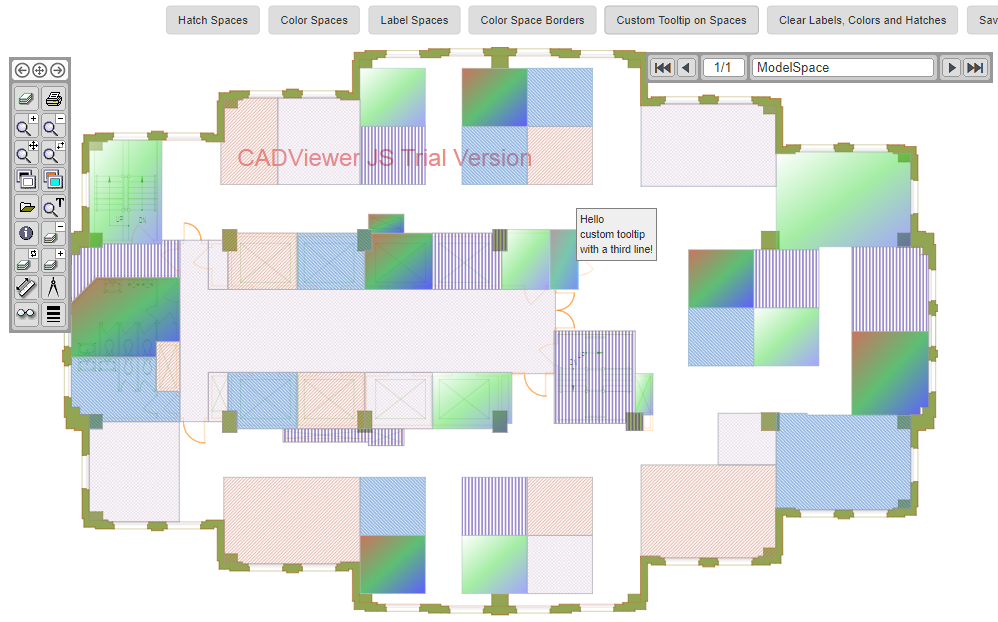 Hatch Spaces
Color Spaces
Label Spaces
Color Space Borders
Custom Tooltip on Spaces
Clear Labels, Colors and Hatches
Sav
1/1
ModelSpace
CADViewer JS Trial Version
Hello
custom tooltip
with a third line!